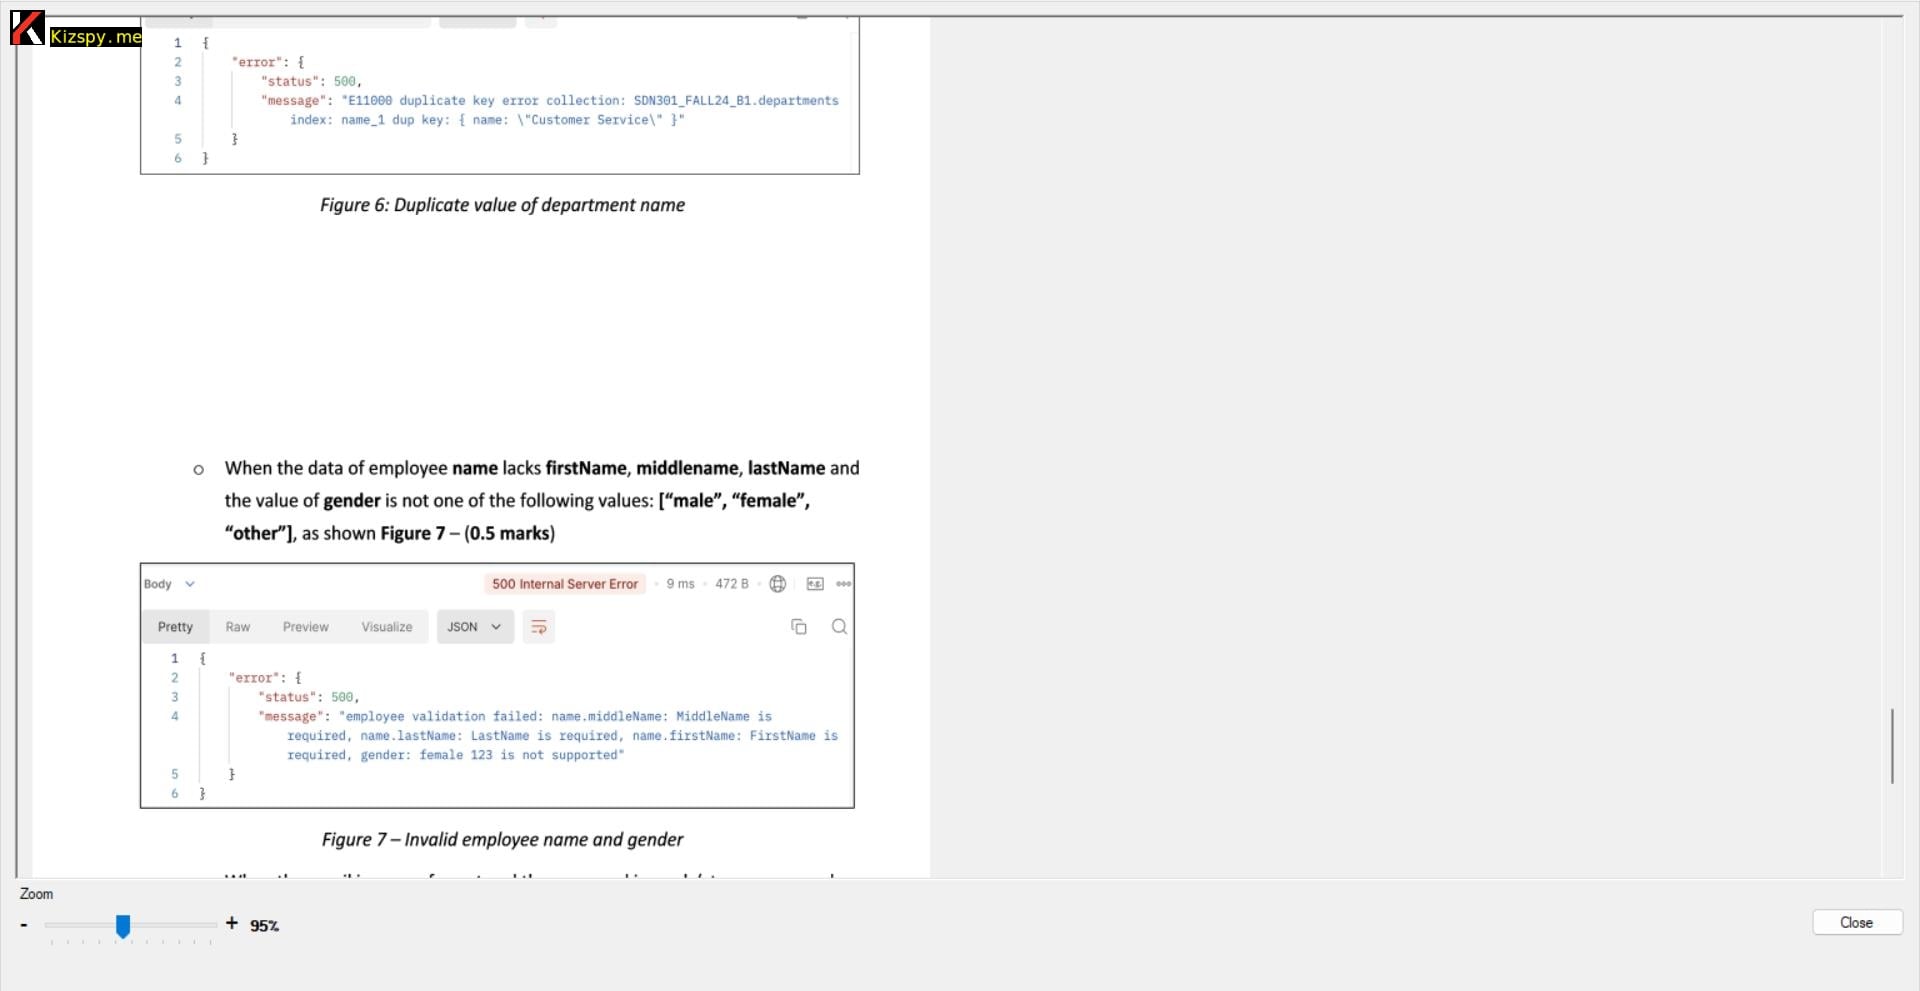 Kizspy.me
1 {
2 "error": {
3 "status": 500,
4 "message": "E11000 duplicate key error collection: SDN301_FALL24_B1.departments
index: name_1 dup key: { name: \"Customer Service\" }"
5 }
6 }
Figure 6: Duplicate value of department name
o When the data of employee name lacks firstName, middlename, lastName and
the value of gender is not one of the following values: [“male”, “female”,
“other”], as shown Figure 7 – (0.5 marks)
Body 500 Internal Server Error • 9 ms • 472 B • e.g.
Pretty Raw Preview Visualize JSON
1 {
2 "error": {
3 "status": 500,
4 "message": "employee validation failed: name.middleName: MiddleName is
required, name.lastName: LastName is required, name.firstName: FirstName is
required, gender: female 123 is not supported"
5 }
6 }
Figure 7 – Invalid employee name and gender
Zoom
- + 95%
Close